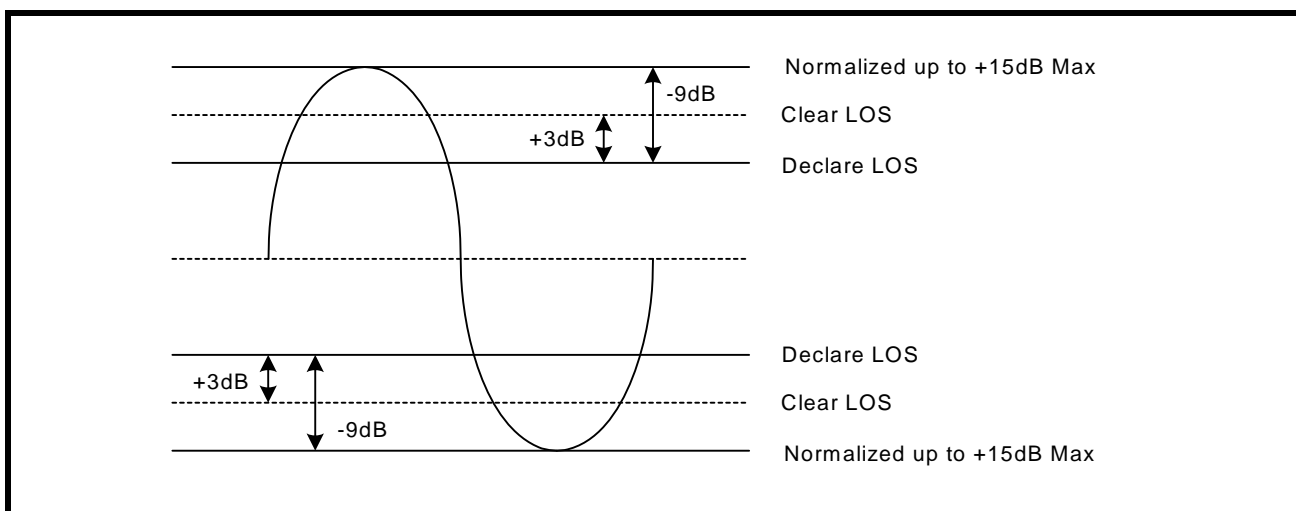 Normalized up to +15dB Max
-9dB
Clear LOS
+3dB
Declare LOS
Declare LOS
+3dB
Clear LOS
-9dB
Normalized up to +15dB Max